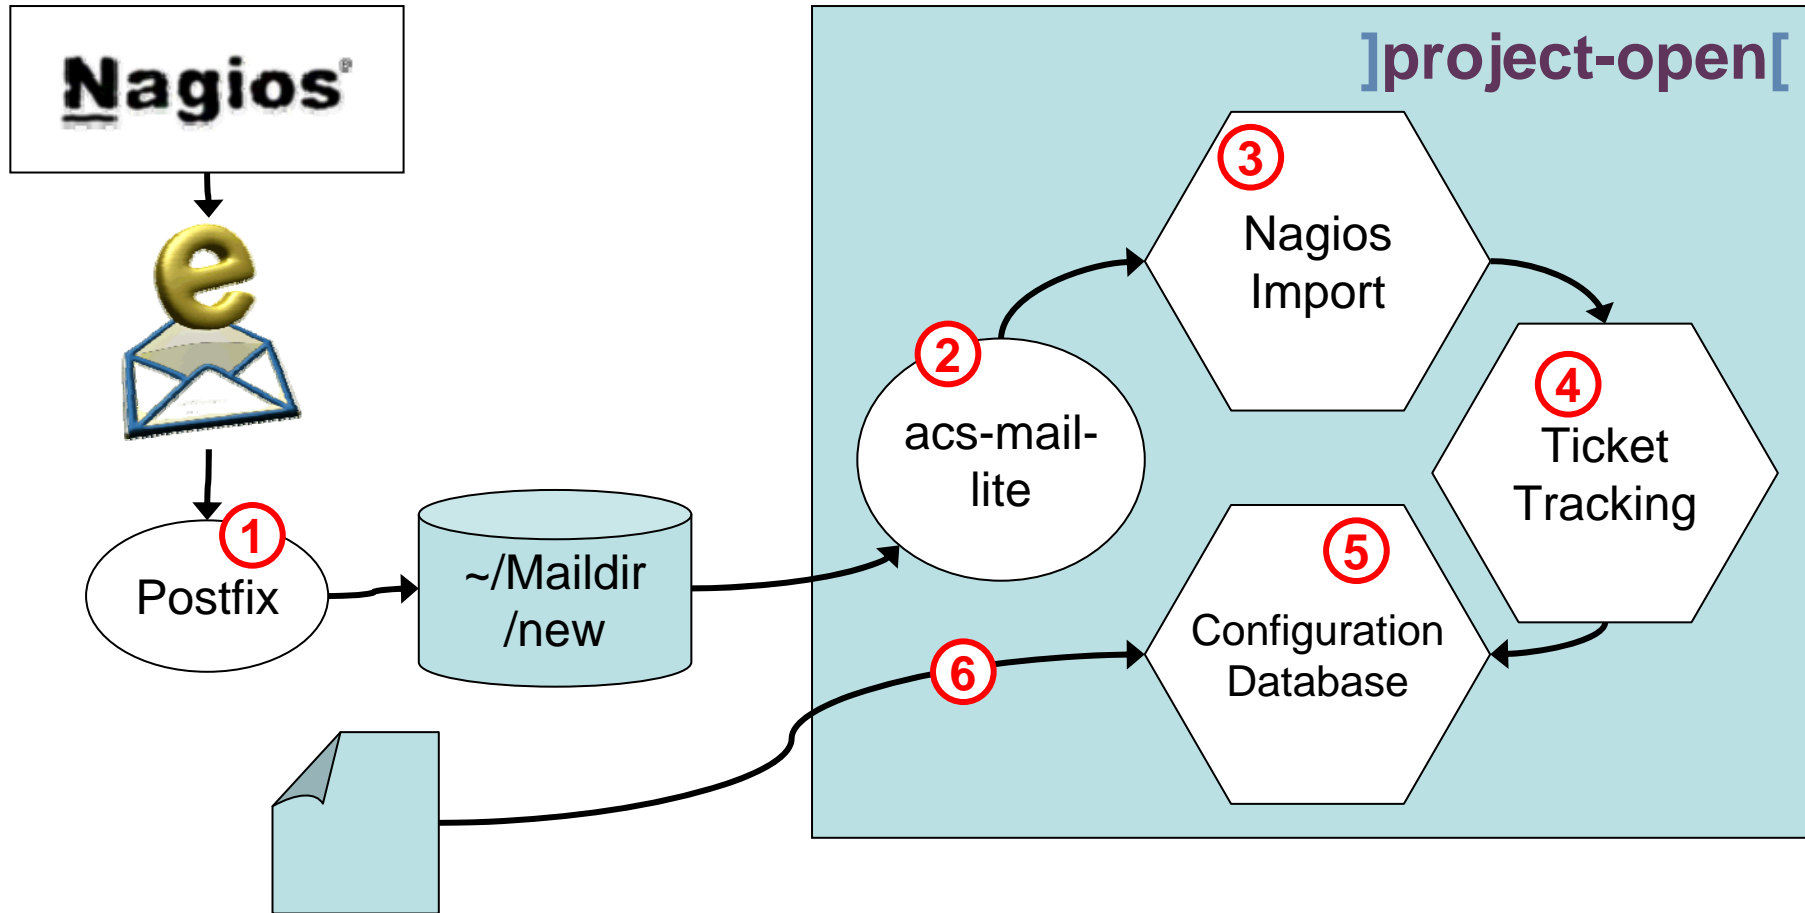 Nagios®
]project-open[
3
Nagios
Import
2
acs-mail-
lite
4
Ticket
Tracking
1
Postfix
~/Maildir
/new
5
Configuration
Database
6
e